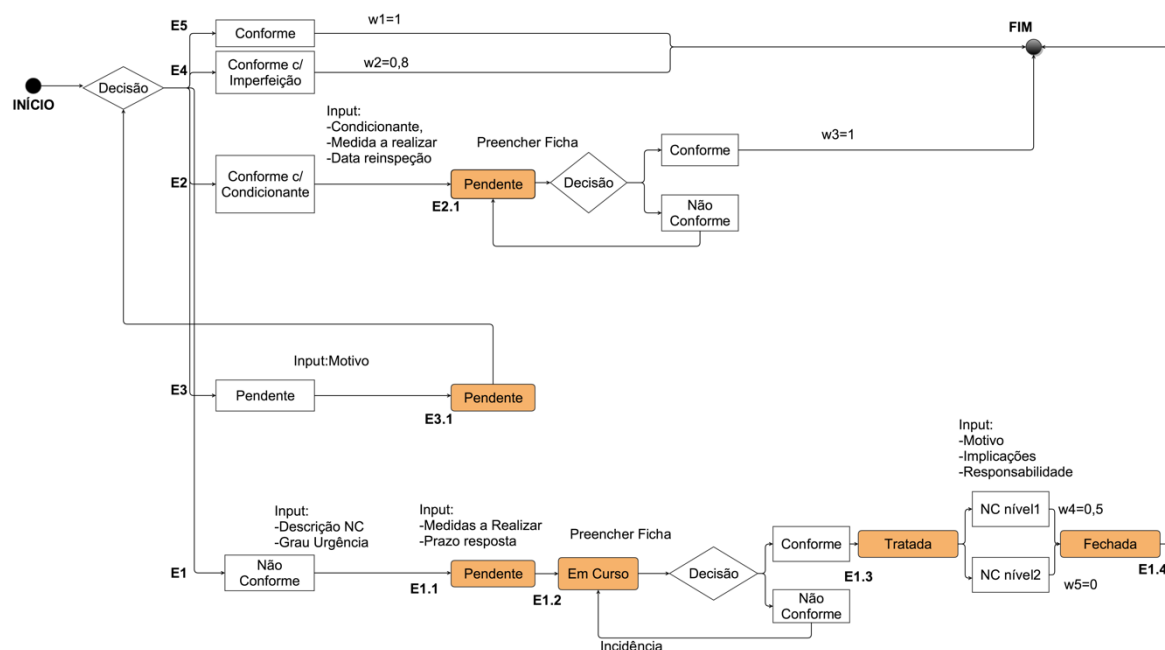 E5
Conforme
w1=1
FIM
E4
Conforme c/
Imperfeição
w2=0,8
INÍCIO
Decisão
Input:
-Condicionante,
-Medida a realizar
-Data reinspeção
Preencher Ficha
E2
Conforme c/
Condicionante
Pendente
E2.1
Decisão
Conforme
w3=1
Não
Conforme
Input:Motivo
E3
Pendente
Pendente
E3.1
Input:
-Descrição NC
-Grau Urgência
E1
Não
Conforme
Input:
-Medidas a Realizar
-Prazo resposta
Pendente
E1.1
Preencher Ficha
Em Curso
E1.2
Decisão
Conforme
Não
Conforme
Incidência
Tratada
E1.3
Input:
-Motivo
-Implicações
-Responsabilidade
NC nível1
w4=0,5
NC nível2
w5=0
Fechada
E1.4